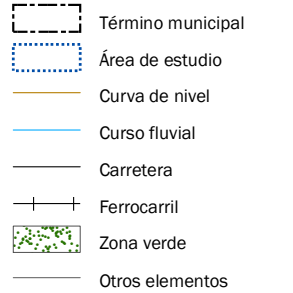 Término municipal
Área de estudio
Curva de nivel
Curso fluvial
Carretera
Ferrocarril
Zona verde
Otros elementos